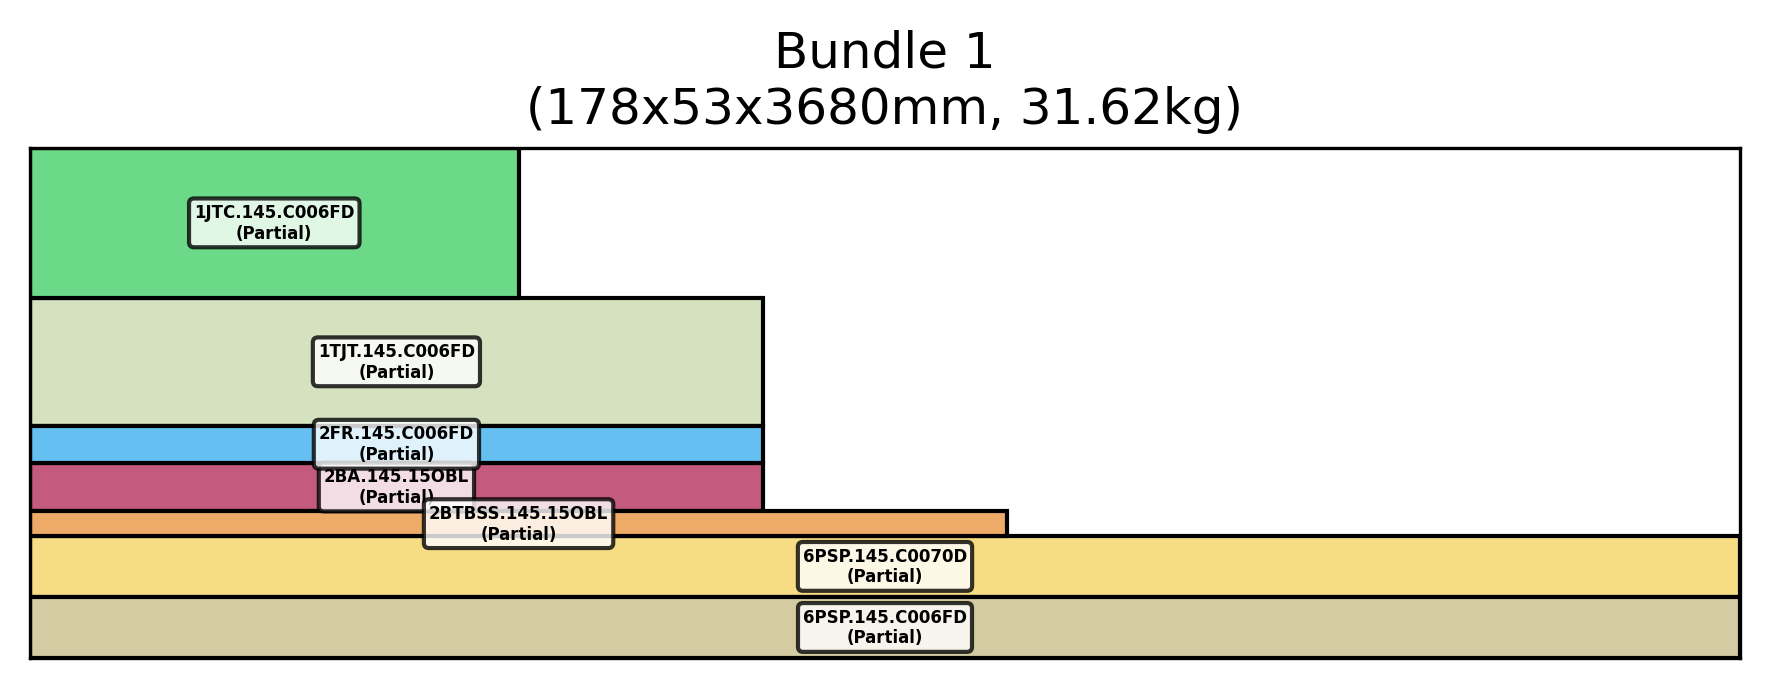 Bundle 1
(178x53x3680mm, 31.62kg)
1JTC.145.C006FD
(Partial)
1TJT.145.C006FD
(Partial)
2FR.145.C006FD
(Partial)
2BA.145.15OBL
(Partial)
2BTBSS.145.15OBL
(Partial)
6PSP.145.C0070D
(Partial)
6PSP.145.C006FD
(Partial)